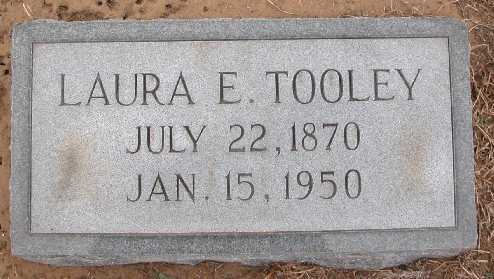 LAURA E. TOOLEY
JULY 22, 1870
JAN. 15, 1950